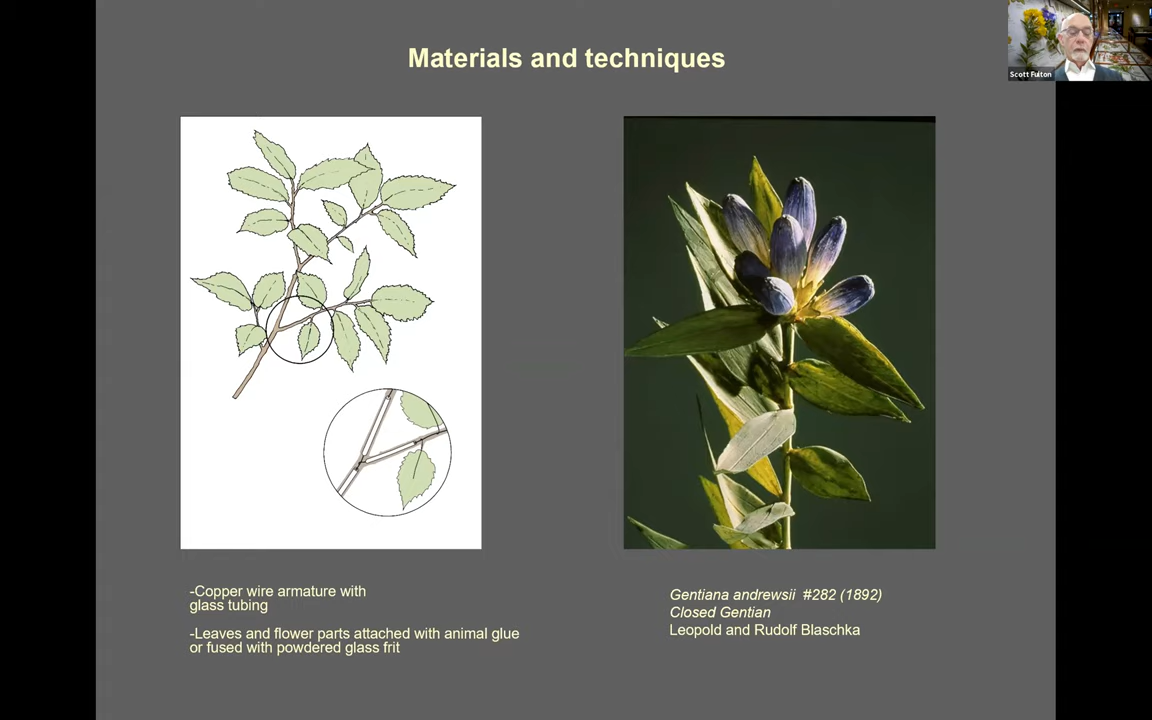 Materials and techniques
Scott Fulton
-Copper wire armature with
glass tubing
-Leaves and flower parts attached with animal glue
or fused with powdered glass frit
Gentiana andrewsii #282 (1892)
Closed Gentian
Leopold and Rudolf Blaschka